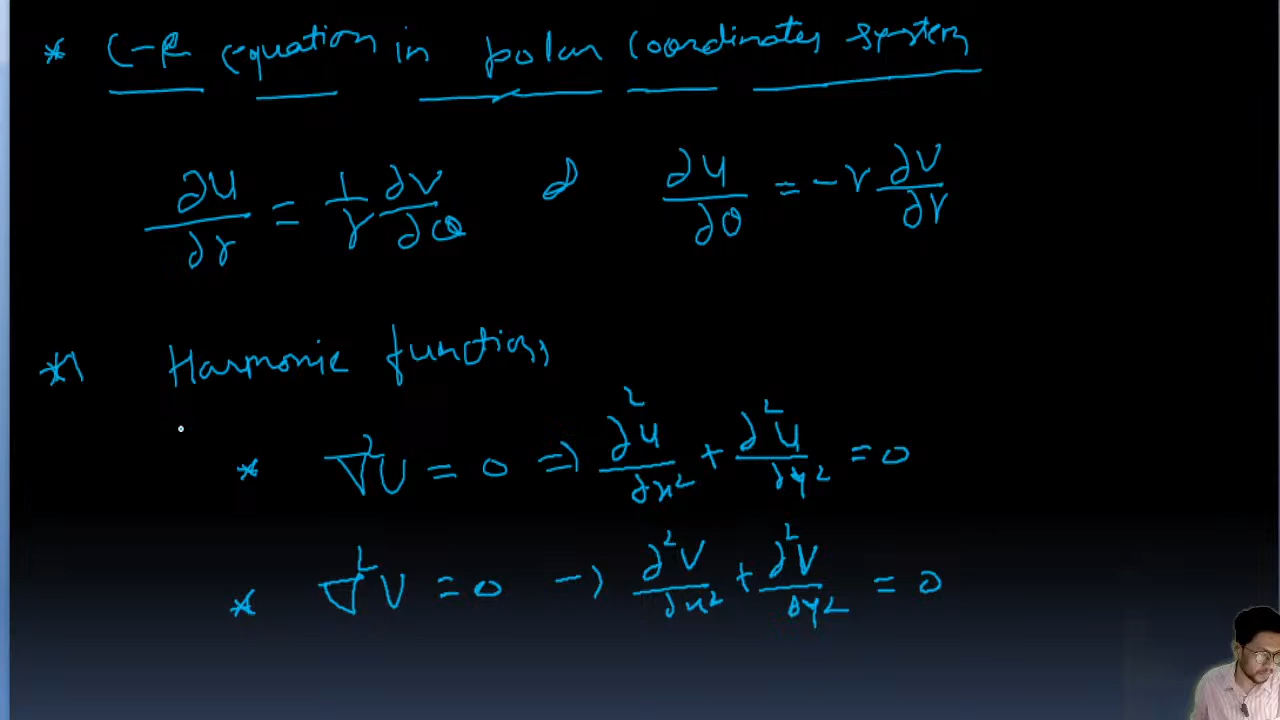 * C-R equation in polar coordinates system
∂u/∂r = 1/r ∂v/∂θ & ∂u/∂θ = -r ∂v/∂r
* Harmonic functions
* ∇²u = 0 ⇒ ∂²u/∂x² + ∂²u/∂y² = 0
* ∇²v = 0 → ∂²v/∂x² + ∂²v/∂y² = 0